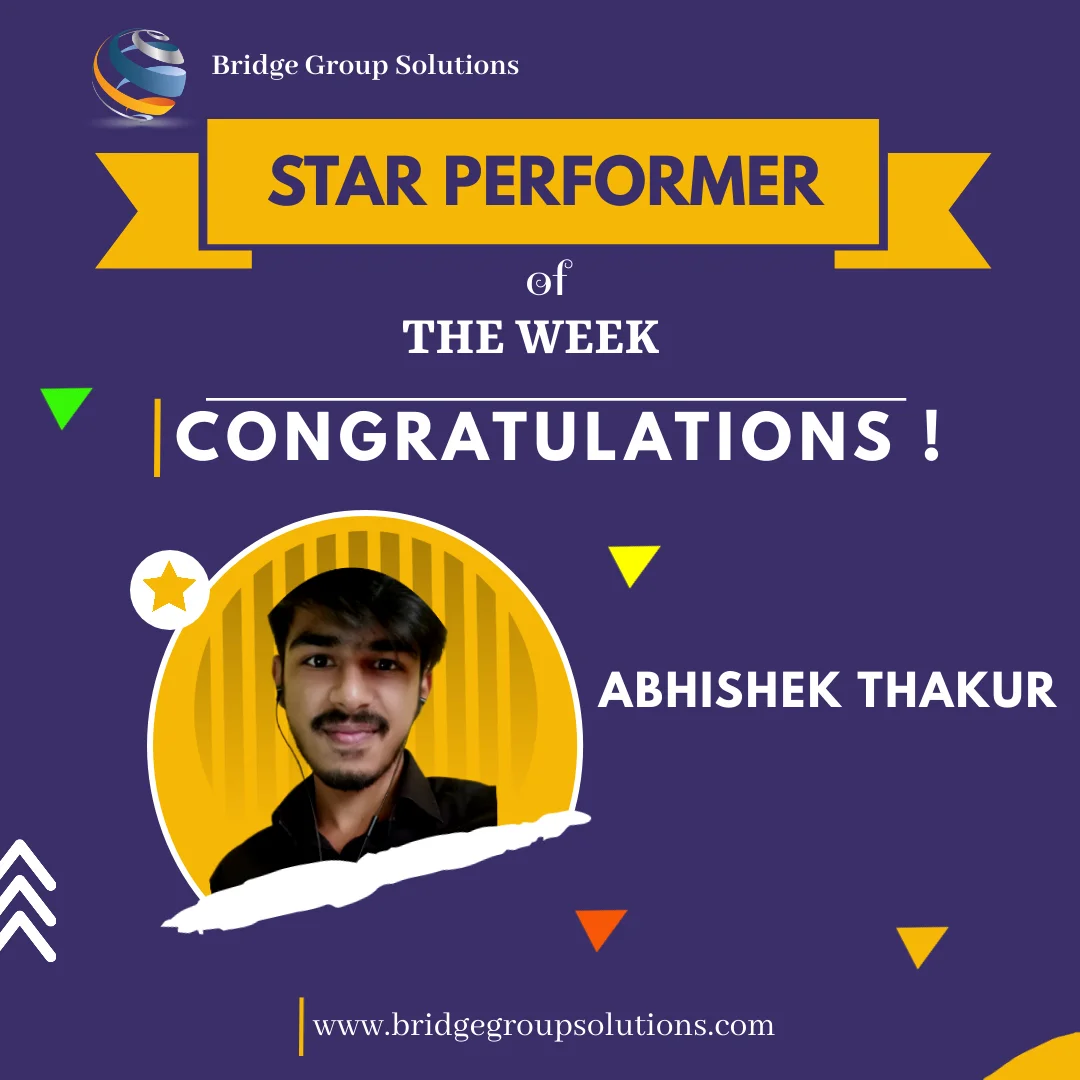 Bridge Group Solutions
STAR PERFORMER
of
THE WEEK
CONGRATULATIONS !
ABHISHEK THAKUR
www.bridgegroupsolutions.com